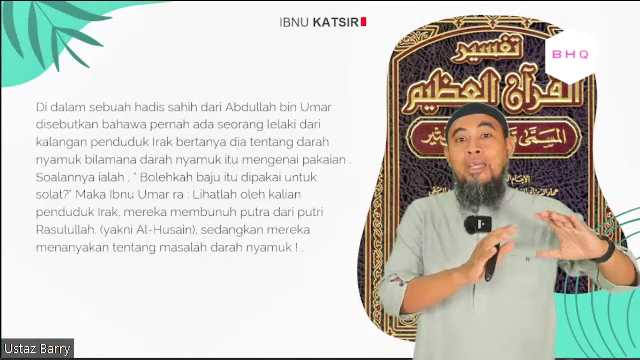 IBNU KATSIR
BHQ
تفسير
القرآن العظيم
Di dalam sebuah hadis sahih dari Abdullah bin Umar
disebutkan bahawa pernah ada seorang lelaki dari
kalangan penduduk Irak bertanya dia tentang darah
nyamuk bilamana darah nyamuk itu mengenai pakaian .
Soalannya ialah , " Bolehkah baju itu dipakai untuk
solat?" Maka Ibnu Umar ra : Lihatlah oleh kalian
penduduk Irak, mereka membunuh putra dari putri
Rasulullah, (yakni Al-Husain), sedangkan mereka
menanyakan tentang masalah darah nyamuk ! .
Ustaz Barry